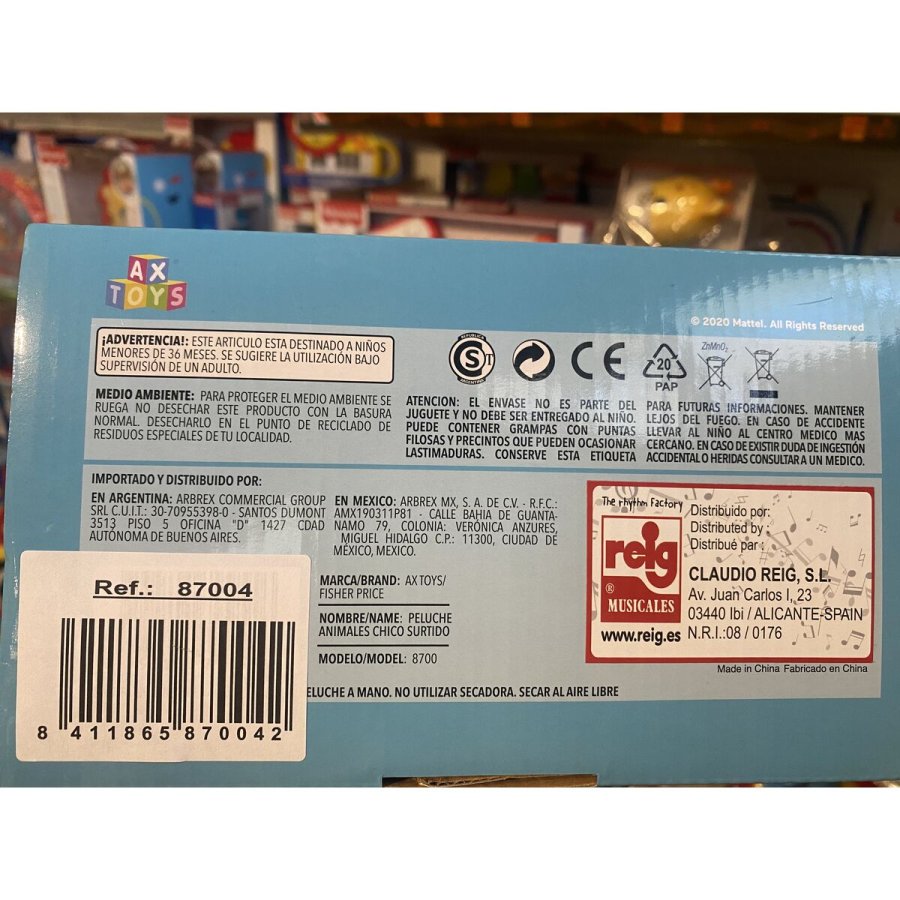 AX
TOYS
© 2020 Mattel. All Rights Reserved
¡ADVERTENCIA!: ESTE ARTICULO ESTA DESTINADO A NIÑOS
MENORES DE 36 MESES. SE SUGIERE LA UTILIZACIÓN BAJO
SUPERVISIÓN DE UN ADULTO.
MEDIO AMBIENTE: PARA PROTEGER EL MEDIO AMBIENTE SE
RUEGA NO DESECHAR ESTE PRODUCTO CON LA BASURA
NORMAL. DESECHARLO EN EL PUNTO DE RECICLADO DE
RESIDUOS ESPECIALES DE TU LOCALIDAD.
S T
CE
20
PAP
ZnMnO₂
ATENCION: EL ENVASE NO ES PARTE DEL
JUGUETE Y NO DEBE SER ENTREGADO AL NIÑO.
PUEDE CONTENER GRAMPAS CON PUNTAS
FILOSAS Y PRECINTOS QUE PUEDEN OCASIONAR
LASTIMADURAS. CONSERVE ESTA ETIQUETA
PARA FUTURAS INFORMACIONES. MANTENER
LEJOS DEL FUEGO. EN CASO DE ACCIDENTE
LLEVAR AL NIÑO AL CENTRO MEDICO MAS
CERCANO. EN CASO DE EXISTIR DUDA DE INGESTIÓN
ACCIDENTAL O HERIDAS CONSULTAR A UN MEDICO.
IMPORTADO Y DISTRIBUIDO POR:
EN ARGENTINA: ARBREX COMMERCIAL GROUP
SRL C.U.I.T.: 30-70955398-0 - SANTOS DUMONT
3513 PISO 5 OFICINA "D" 1427 CDAD
AUTÓNOMA DE BUENOS AIRES.
EN MEXICO: ARBREX MX, S. A. DE C.V. - R.F.C.:
AMX190311P81 - CALLE BAHIA DE GUANTA-
NAMO 79, COLONIA: VERÓNICA ANZURES,
MIGUEL HIDALGO C.P.: 11300, CIUDAD DE
MÉXICO, MEXICO.
MARCA/BRAND: AX TOYS/
FISHER PRICE
NOMBRE/NAME: PELUCHE
ANIMALES CHICO SURTIDO
MODELO/MODEL: 8700
ELUCHE A MANO. NO UTILIZAR SECADORA. SECAR AL AIRE LIBRE
Ref.: 87004
8 411865 870042
The rhythm Factory
reig
®
MUSICALES
www.reig.es
Distribuido por:
Distributed by:
Distribué par:
CLAUDIO REIG, S.L.
Av. Juan Carlos I, 23
03440 Ibi / ALICANTE-SPAIN
N.R.I.:08 / 0176
Made in China Fabricado en China